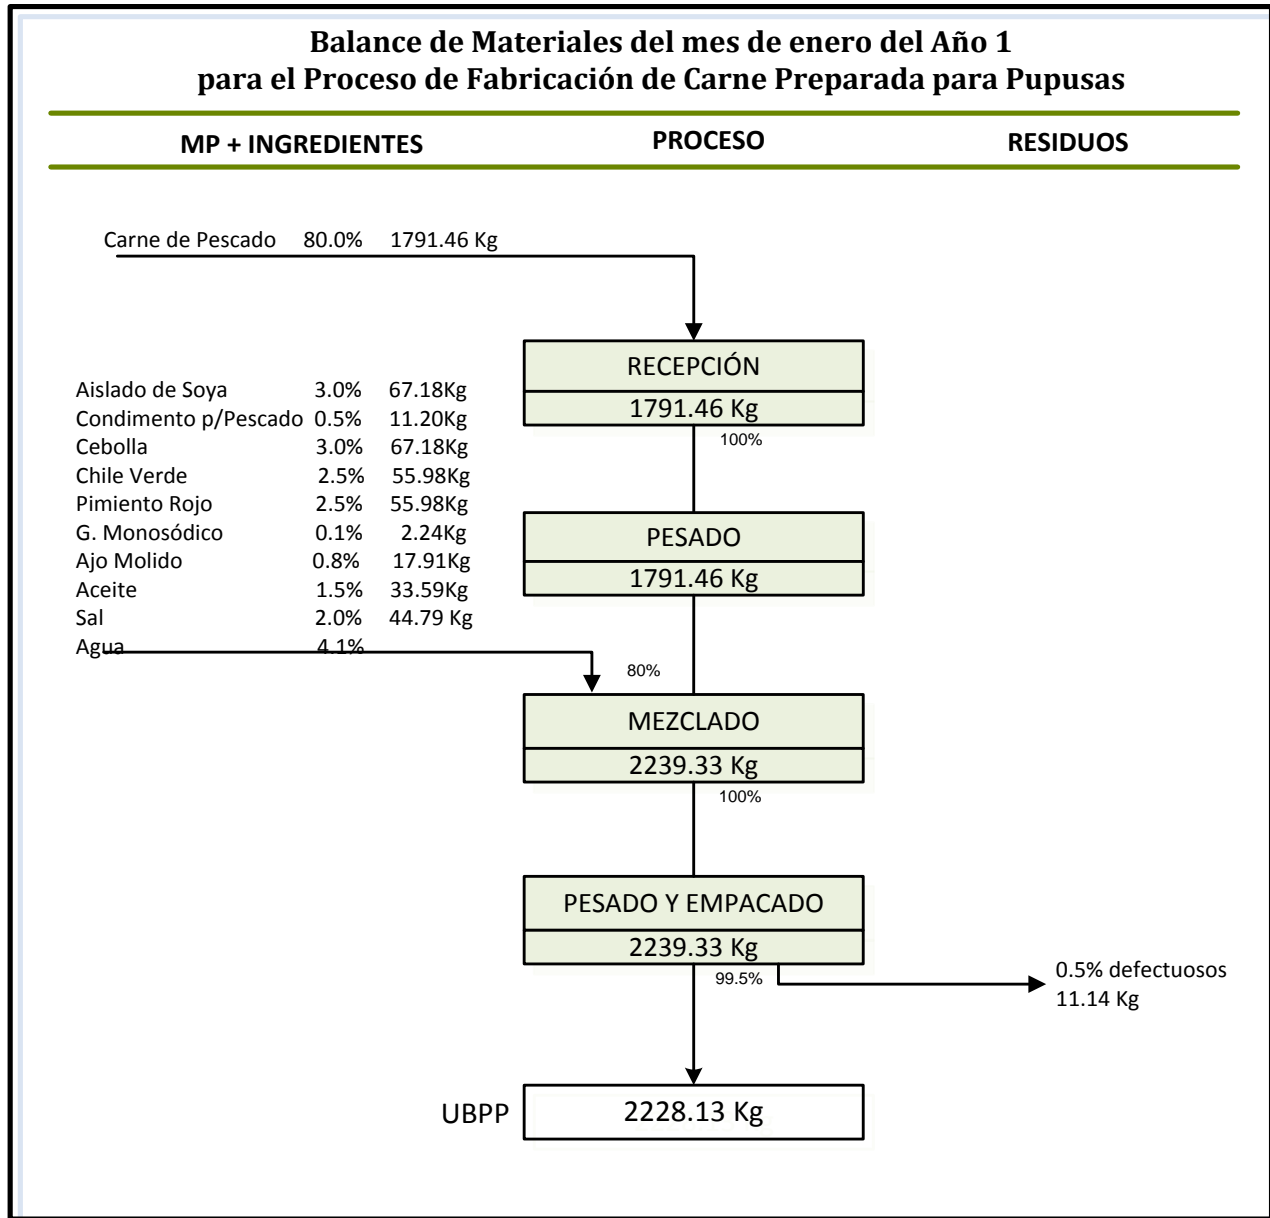 Balance de Materiales del mes de enero del Año 1
para el Proceso de Fabricación de Carne Preparada para Pupusas
MP + INGREDIENTES PROCESO RESIDUOS
Carne de Pescado 80.0% 1791.46 Kg
RECEPCIÓN
1791.46 Kg
100%
Aislado de Soya 3.0% 67.18Kg
Condimento p/Pescado 0.5% 11.20Kg
Cebolla 3.0% 67.18Kg
Chile Verde 2.5% 55.98Kg
Pimiento Rojo 2.5% 55.98Kg
G. Monosódico 0.1% 2.24Kg
Ajo Molido 0.8% 17.91Kg
Aceite 1.5% 33.59Kg
Sal 2.0% 44.79 Kg
Agua 4.1%
PESADO
1791.46 Kg
80%
MEZCLADO
2239.33 Kg
100%
PESADO Y EMPACADO
2239.33 Kg
99.5%
0.5% defectuosos
11.14 Kg
UBPP 2228.13 Kg